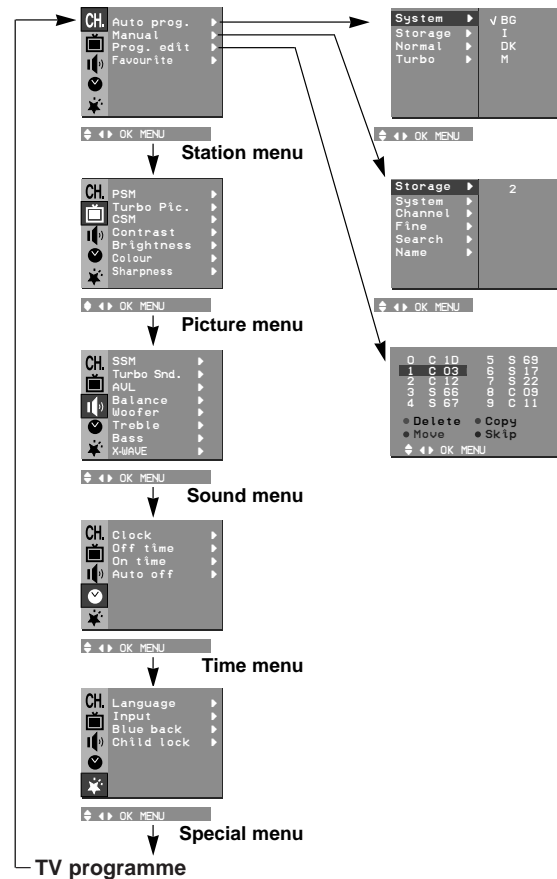 CH.
Auto prog.
Manual
Prog. edit
Favourite
OK MENU
Station menu
CH.
PSM
Turbo Pic.
CSM
Contrast
Brightness
Colour
Sharpness
OK MENU
Picture menu
CH.
SSM
Turbo Snd.
AVL
Balance
Woofer
Treble
Bass
X-WAVE
OK MENU
Sound menu
CH.
Clock
Off time
On time
Auto off
OK MENU
Time menu
CH.
Language
Input
Blue back
Child lock
OK MENU
Special menu
TV programme
System √ BG
Storage I
Normal DK
Turbo M
OK MENU
Storage 2
System
Channel
Fine
Search
Name
OK MENU
0 C 1D 5 S 69
1 C 03 6 S 17
2 C 12 7 S 22
3 S 66 8 C 09
4 S 67 9 C 11
Delete Copy
Move Skip
OK MENU